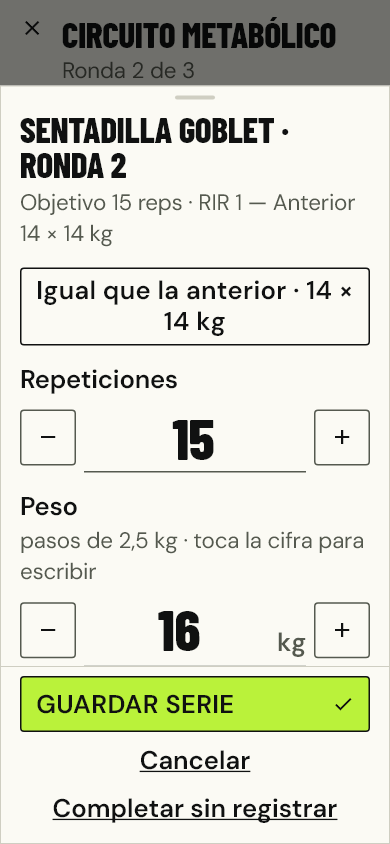 CIRCUITO METABÓLICO
Ronda 2 de 3
SENTADILLA GOBLET ·
RONDA 2
Objetivo 15 reps · RIR 1 — Anterior
14 × 14 kg
Igual que la anterior · 14 ×
14 kg
Repeticiones
− 15 +
Peso
pasos de 2,5 kg · toca la cifra para
escribir
− 16 kg +
GUARDAR SERIE
Cancelar
Completar sin registrar